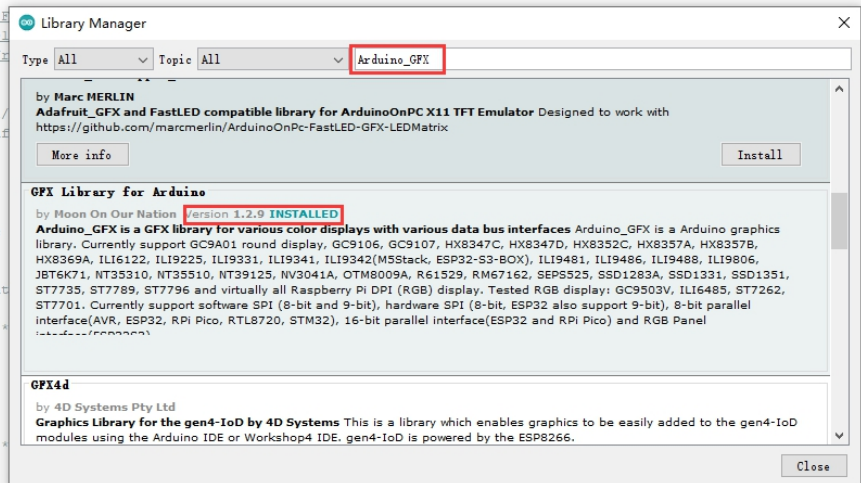 Library Manager
Type All Topic All Arduino_GFX
by Marc MERLIN
Adafruit_GFX and FastLED compatible library for ArduinoOnPC X11 TFT Emulator Designed to work with
https://github.com/marcmerlin/ArduinoOnPc-FastLED-GFX-LEDMatrix
More info Install
GFX Library for Arduino
by Moon On Our Nation Version 1.2.9 INSTALLED
Arduino_GFX is a GFX library for various color displays with various data bus interfaces Arduino_GFX is a Arduino graphics
library. Currently support GC9A01 round display, GC9106, GC9107, HX8347C, HX8347D, HX8352C, HX8357A, HX8357B,
HX8369A, ILI6122, ILI9225, ILI9331, ILI9341, ILI9342(M5Stack, ESP32-S3-BOX), ILI9481, ILI9486, ILI9488, ILI9806,
JBT6K71, NT35310, NT35510, NT39125, NV3041A, OTM8009A, R61529, RM67162, SEPS525, SSD1283A, SSD1331, SSD1351,
ST7735, ST7789, ST7796 and virtually all Raspberry Pi DPI (RGB) display. Tested RGB display: GC9503V, ILI6485, ST7262,
ST7701. Currently support software SPI (8-bit and 9-bit), hardware SPI (8-bit, ESP32 also support 9-bit), 8-bit parallel
interface(AVR, ESP32, RPi Pico, RTL8720, STM32), 16-bit parallel interface(ESP32 and RPi Pico) and RGB Panel
GFX4d
by 4D Systems Pty Ltd
Graphics Library for the gen4-IoD by 4D Systems This is a library which enables graphics to be easily added to the gen4-IoD
modules using the Arduino IDE or Workshop4 IDE. gen4-IoD is powered by the ESP8266.
Close